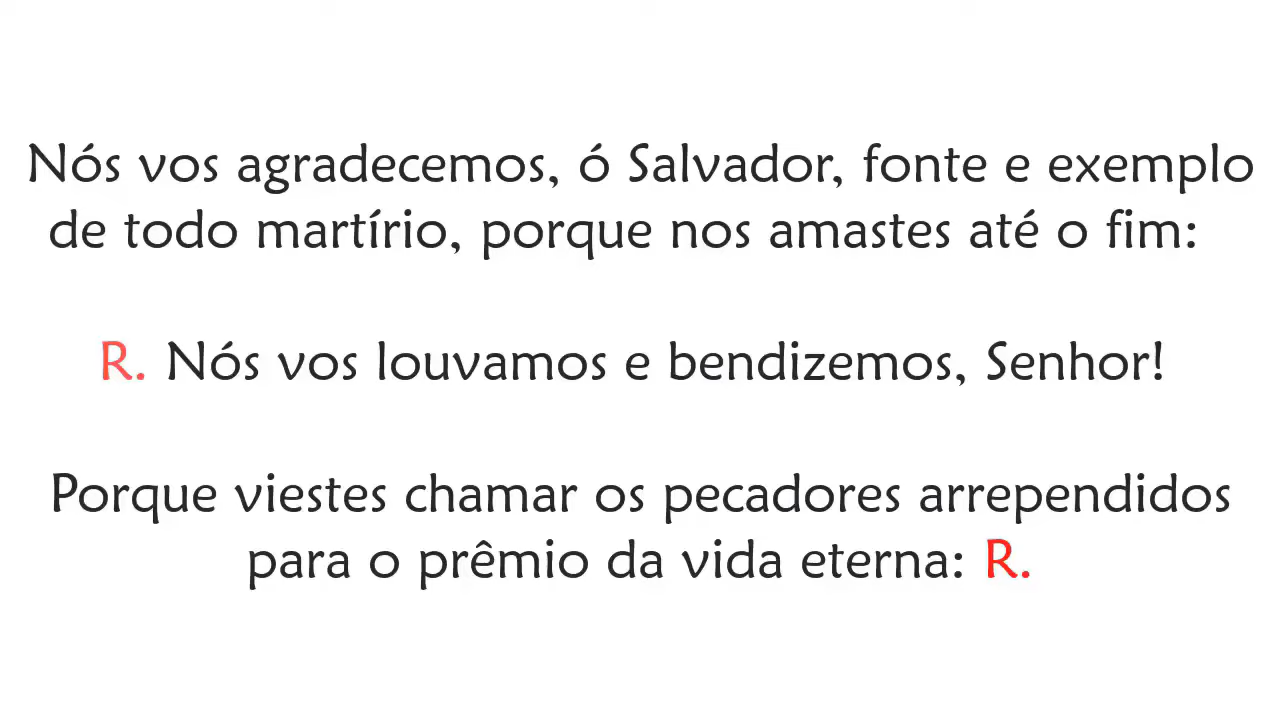 Nós vos agradecemos, ó Salvador, fonte e exemplo
de todo martírio, porque nos amastes até o fim:
R. Nós vos louvamos e bendizemos, Senhor!
Porque viestes chamar os pecadores arrependidos
para o prêmio da vida eterna: R.